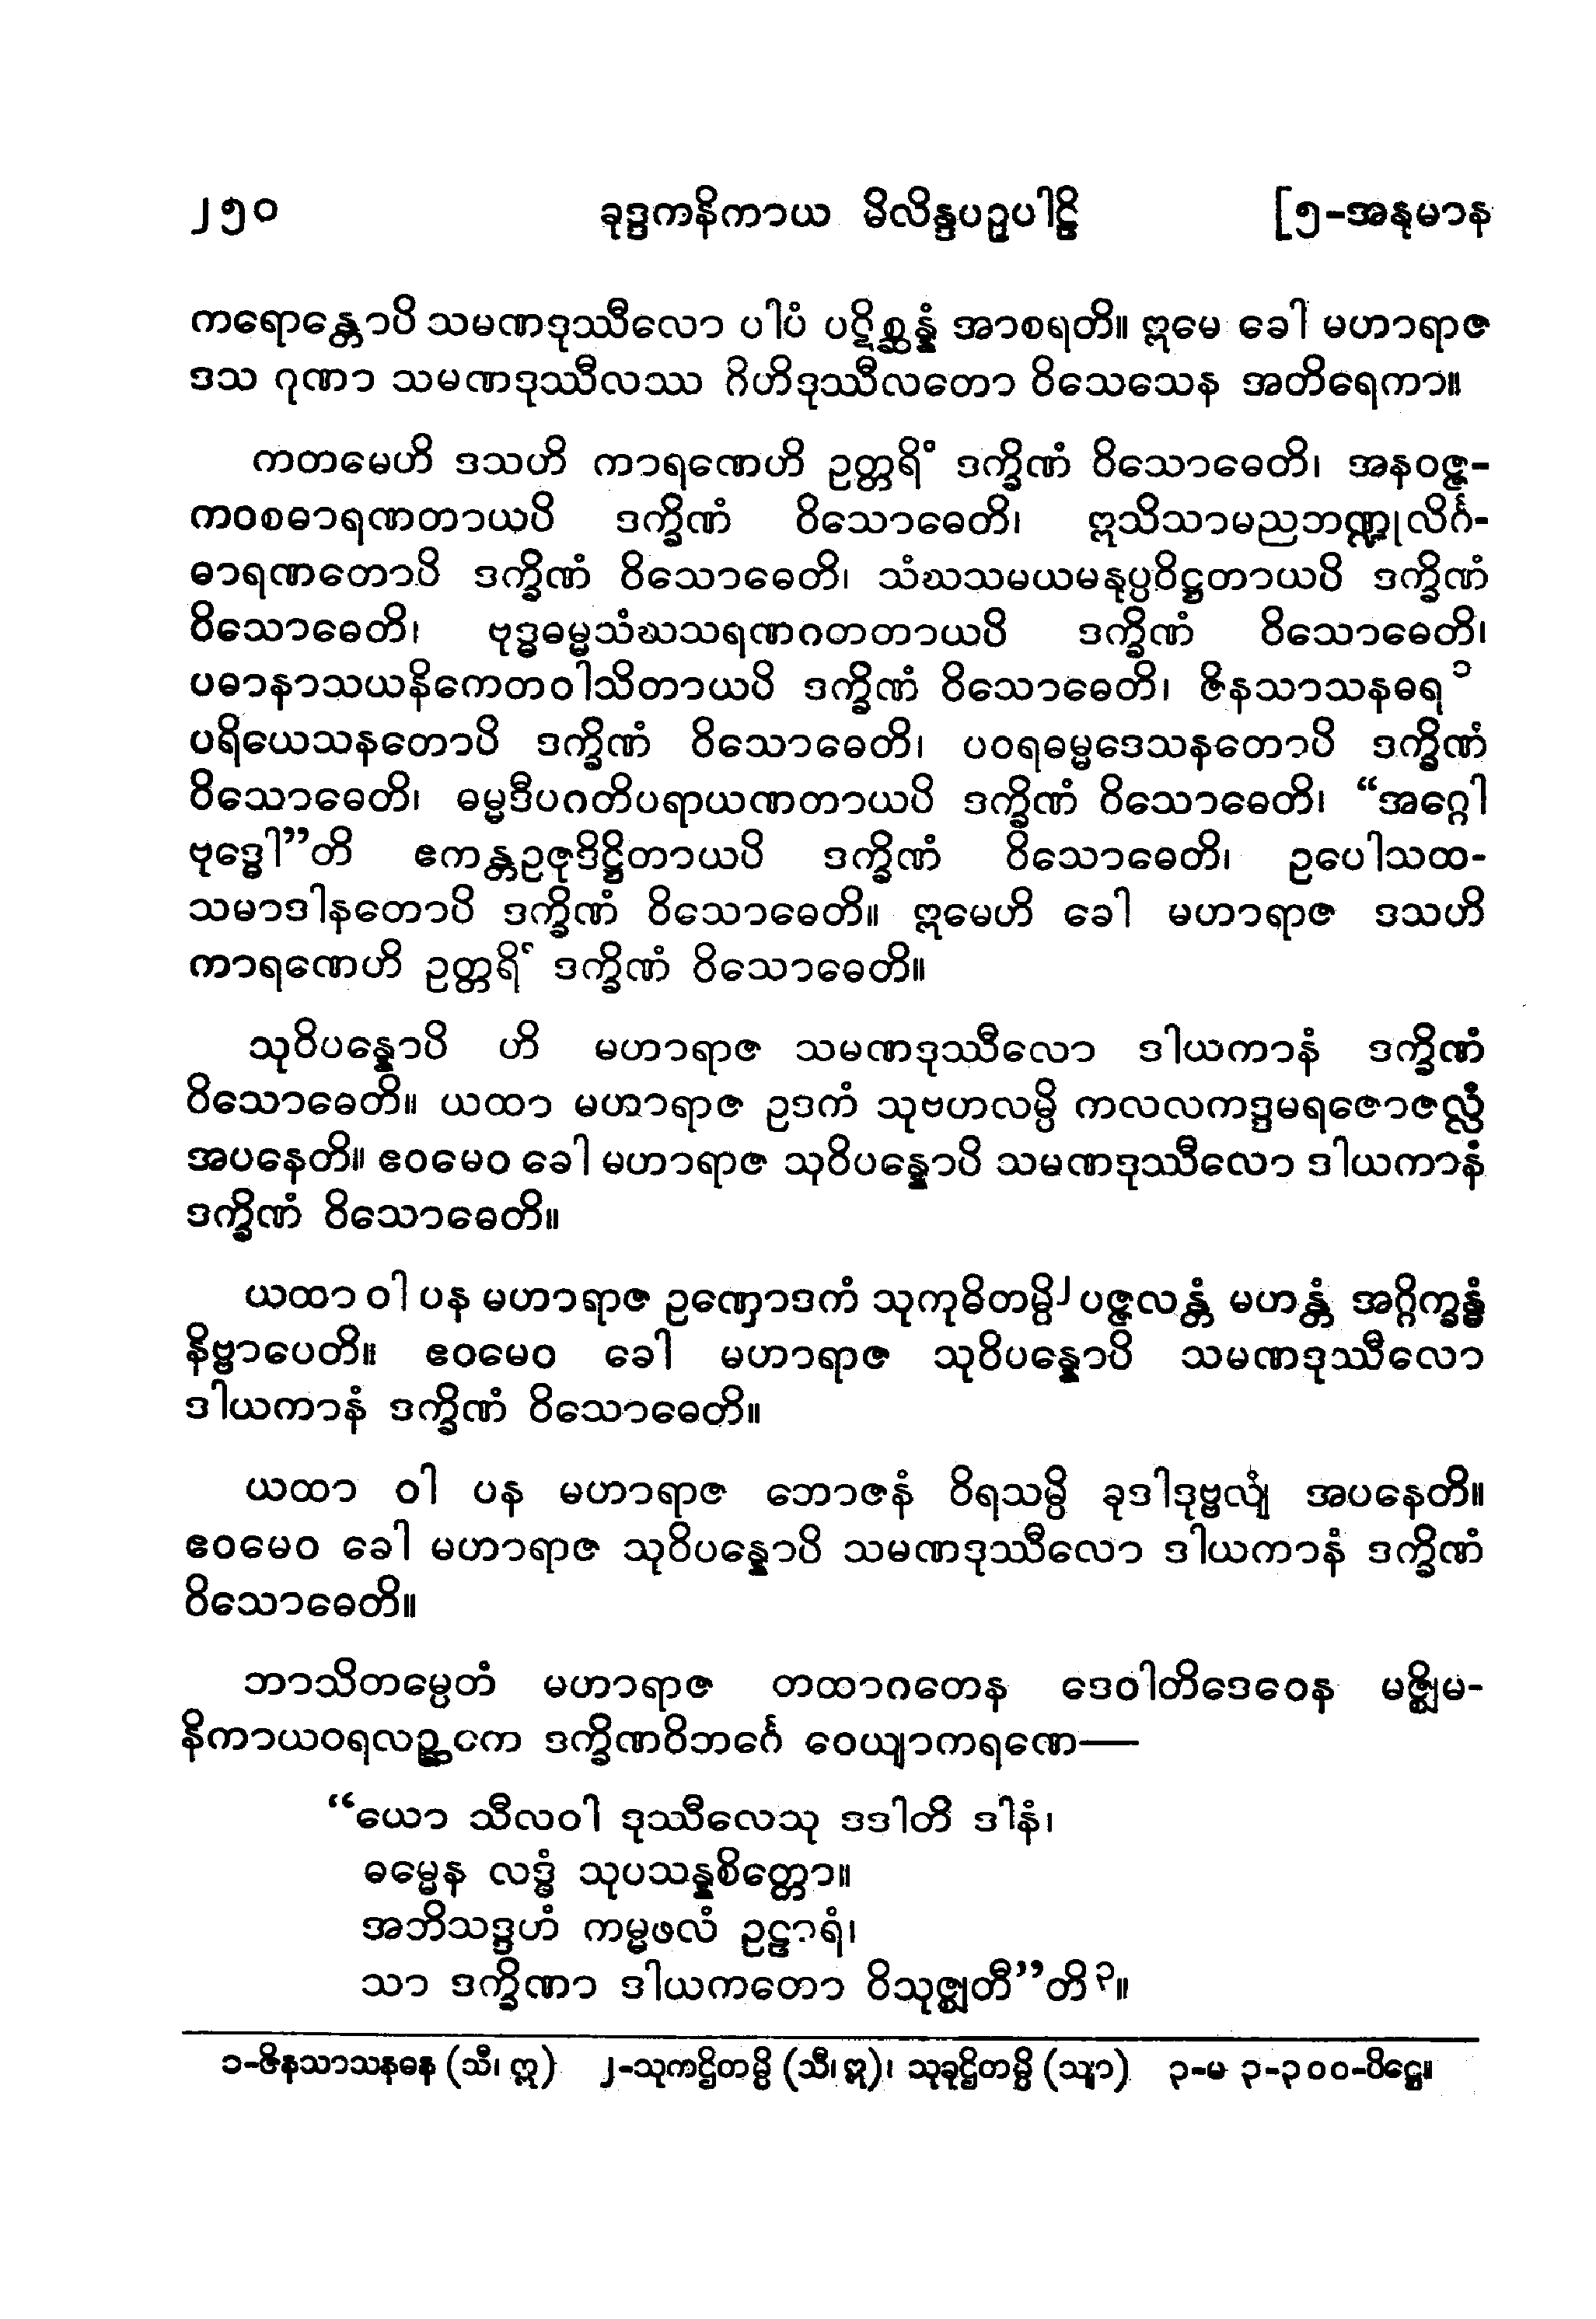 ၂၅၀ ခုဒ္ဒကနိကာယ မိလိန္ဒပဉှပါဠိ [၅-အနုမာန
ကရောန္တောပိ သမဏဒုဿီလော ပါပံ ပဋိစ္ဆန္နံ အာစရတိ။ ဣမေ ခေါ မဟာရာဇ
ဒသ ဂုဏာ သမဏဒုဿီလဿ ဂိဟိဒုဿီလတော ဝိသေသေန အတိရေကာ။
ကတမေဟိ ဒသဟိ ကာရဏေဟိ ဥတ္တရိံ ဒက္ခိဏံ ဝိသောဓေတိ၊ အနဝဇ္ဇ-
ကဝစဓာရဏတာယပိ ဒက္ခိဏံ ဝိသောဓေတိ၊ ဣသိသာမညဘဏ္ဍုလိင်္ဂ-
ဓာရဏတောပိ ဒက္ခိဏံ ဝိသောဓေတိ၊ သံဃသမယမနုပ္ပဝိဋ္ဌတာယပိ ဒက္ခိဏံ
ဝိသောဓေတိ၊ ဗုဒ္ဓဓမ္မသံဃသရဏဂတတာယပိ ဒက္ခိဏံ ဝိသောဓေတိ၊
ပဓာနာသယနိကေတဝါသိတာယပိ ဒက္ခိဏံ ဝိသောဓေတိ၊ ဇိနသာသနဓရ ၁
ပရိယေသနတောပိ ဒက္ခိဏံ ဝိသောဓေတိ၊ ပဝရဓမ္မဒေသနတောပိ ဒက္ခိဏံ
ဝိသောဓေတိ၊ ဓမ္မဒီပဂတိပရာယဏတာယပိ ဒက္ခိဏံ ဝိသောဓေတိ၊ “အဂ္ဂေါ
ဗုဒ္ဓေါ”တိ ဧကန္တဥဇုဒိဋ္ဌိတာယပိ ဒက္ခိဏံ ဝိသောဓေတိ၊ ဥပေါသထ-
သမာဒါနတောပိ ဒက္ခိဏံ ဝိသောဓေတိ။ ဣမေဟိ ခေါ မဟာရာဇ ဒသဟိ
ကာရဏေဟိ ဥတ္တရိံ ဒက္ခိဏံ ဝိသောဓေတိ။
သုဝိပန္နောပိ ဟိ မဟာရာဇ သမဏဒုဿီလော ဒါယကာနံ ဒက္ခိဏံ
ဝိသောဓေတိ။ ယထာ မဟာရာဇ ဥဒကံ သုဗဟလမ္ပိ ကလလကဒ္ဒမရဇောဇလ္လံ
အပနေတိ။ ဧဝမေဝ ခေါ မဟာရာဇ သုဝိပန္နောပိ သမဏဒုဿီလော ဒါယကာနံ
ဒက္ခိဏံ ဝိသောဓေတိ။
ယထာ ဝါ ပန မဟာရာဇ ဥဏှောဒကံ သုကုဓိတမ္ပိ၂ ပဇ္ဇလန္တံ မဟန္တံ အဂ္ဂိက္ခန္ဓံ
နိဗ္ဗာပေတိ။ ဧဝမေဝ ခေါ မဟာရာဇ သုဝိပန္နောပိ သမဏဒုဿီလော
ဒါယကာနံ ဒက္ခိဏံ ဝိသောဓေတိ။
ယထာ ဝါ ပန မဟာရာဇ ဘောဇနံ ဝိရသမ္ပိ ခုဒါဒုဗ္ဗလျံ အပနေတိ။
ဧဝမေဝ ခေါ မဟာရာဇ သုဝိပန္နောပိ သမဏဒုဿီလော ဒါယကာနံ ဒက္ခိဏံ
ဝိသောဓေတိ။
ဘာသိတမ္ပေတံ မဟာရာဇ တထာဂတေန ဒေဝါတိဒေဝေန မဇ္ဈိမ-
နိကာယဝရလဉ္ဆကေ ဒက္ခိဏဝိဘင်္ဂေ ဝေယျာကရဏေ—
“ယော သီလဝါ ဒုဿီလေသု ဒဒါတိ ဒါနံ၊
ဓမ္မေန လဒ္ဓံ သုပသန္နစိတ္တော။
အဘိသဒ္ဒဟံ ကမ္မဖလံ ဥဠာရံ၊
သာ ဒက္ခိဏာ ဒါယကတော ဝိသုဇ္ဈတီ”တိ၃။
၁-ဇိနသာသနဓန (သီ၊ ဣ) ၂-သုကဌိတမ္ပိ (သီ၊ ဣ)၊ သုခုဋ္ဌိတမ္ပိ (သျာ) ၃-မ ၃-၃၀၀-ပိဋ္ဌေ။